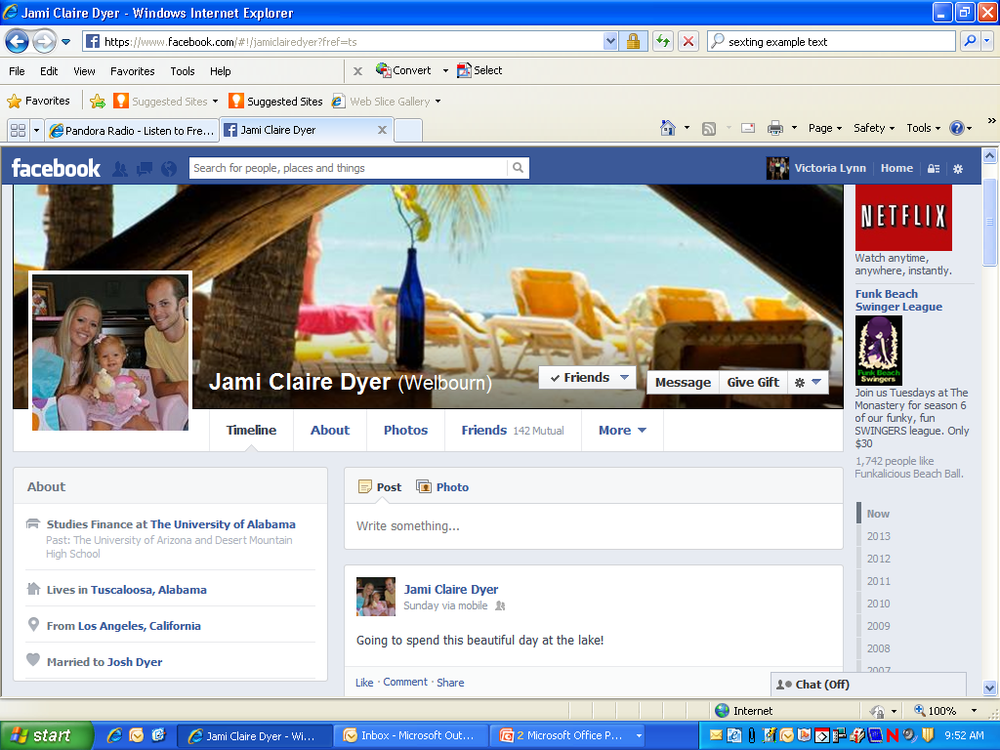 Jami Claire Dyer - Windows Internet Explorer
https://www.facebook.com/#!/jamiclairedyer?fref=ts
sexting example text
File Edit View Favorites Tools Help
x Convert Select
Favorites Suggested Sites Suggested Sites Web Slice Gallery
Pandora Radio - Listen to Fre... Jami Claire Dyer x
Page Safety Tools »
facebook Search for people, places and things Victoria Lynn Home
NETFLIX
Watch anytime,
anywhere, instantly.
Funk Beach
Swinger League
Funk Beach
Swingers
Join us Tuesdays at The
Monastery for season 6
of our funky, fun
SWINGERS league. Only
$30
1,742 people like
Funkalicious Beach Ball.
Jami Claire Dyer (Welbourn)
Friends Message Give Gift
Timeline About Photos Friends 142 Mutual More
About
Studies Finance at The University of Alabama
Past: The University of Arizona and Desert Mountain
High School
Lives in Tuscaloosa, Alabama
From Los Angeles, California
Married to Josh Dyer
Post Photo
Write something...
Jami Claire Dyer
Sunday via mobile
Going to spend this beautiful day at the lake!
Like · Comment · Share
Now
2013
2012
2011
2010
2009
2008
2007
Chat (Off)
Internet 100%
start Jami Claire Dyer - Wi... Inbox - Microsoft Out... 2 Microsoft Office P... 9:52 AM